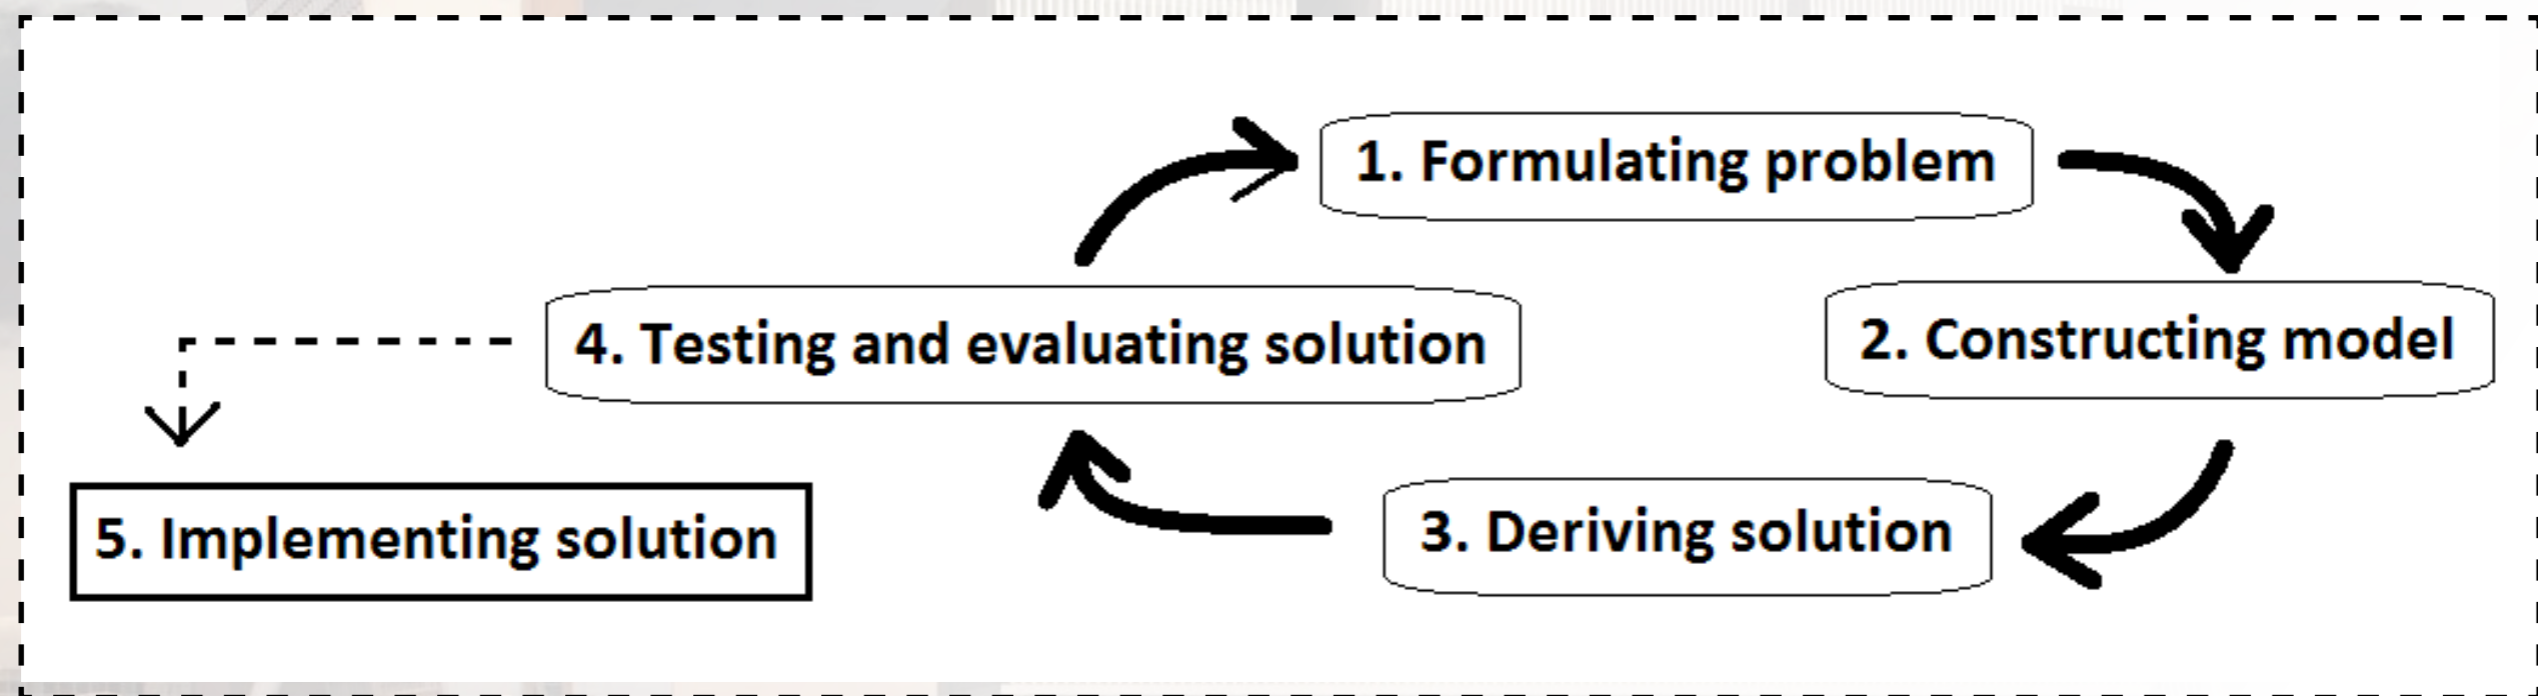 1. Formulating problem
2. Constructing model
3. Deriving solution
4. Testing and evaluating solution
5. Implementing solution